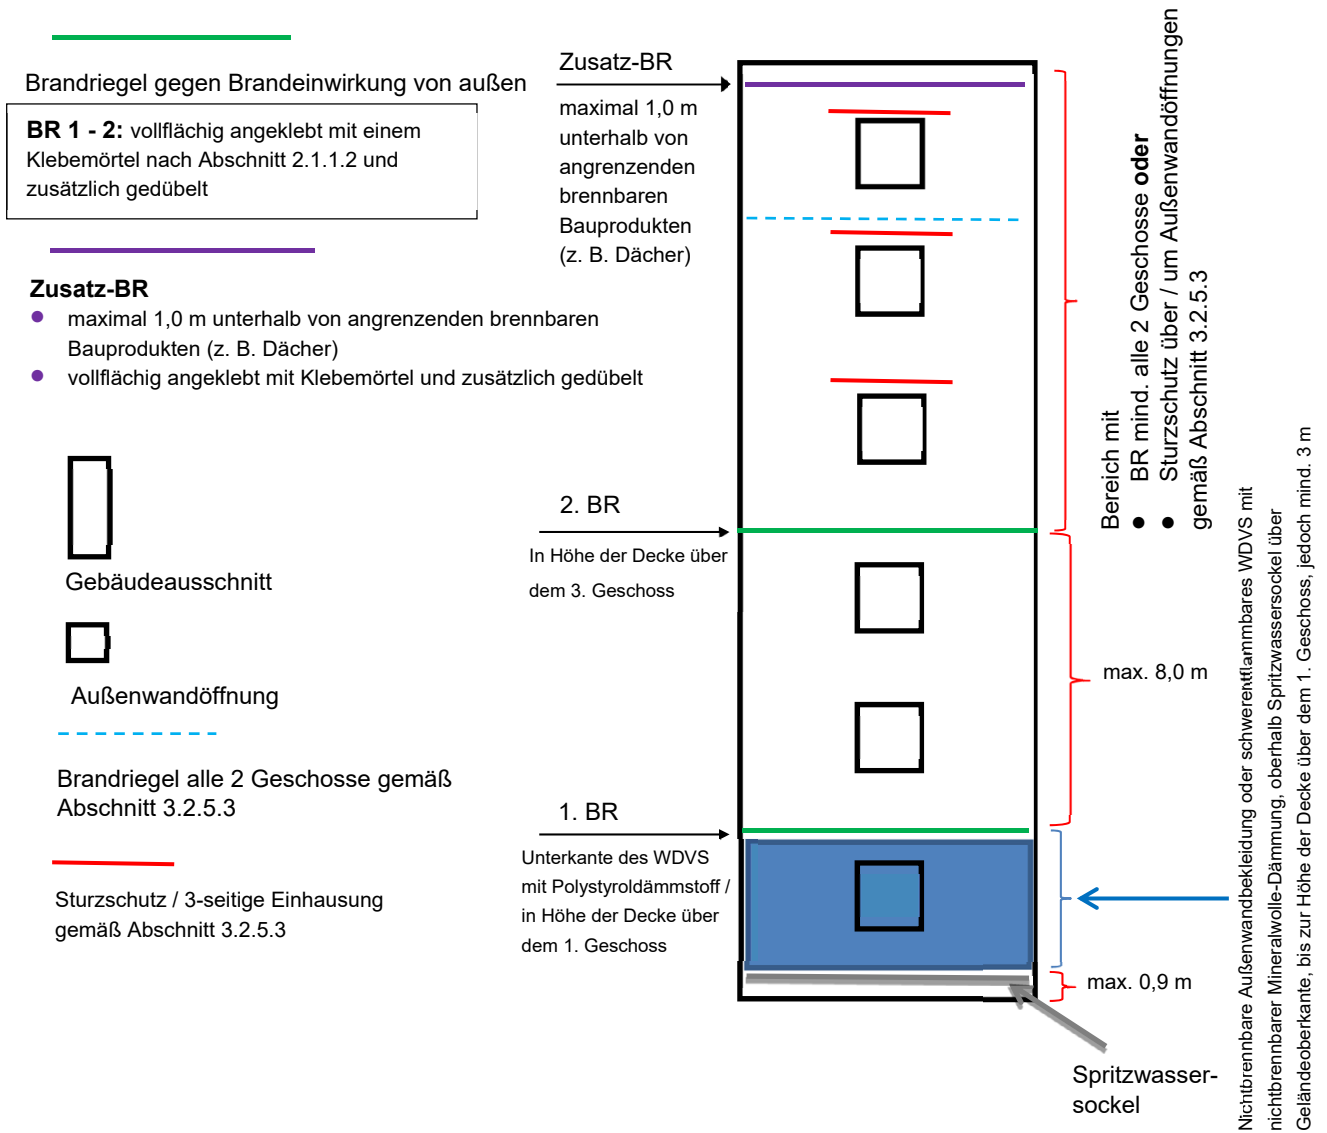 Brandriegel gegen Brandeinwirkung von außen
BR 1 - 2: vollflächig angeklebt mit einem
Klebemörtel nach Abschnitt 2.1.1.2 und
zusätzlich gedübelt
Zusatz-BR
● maximal 1,0 m unterhalb von angrenzenden brennbaren
Bauprodukten (z. B. Dächer)
● vollflächig angeklebt mit Klebemörtel und zusätzlich gedübelt
Gebäudeausschnitt
Außenwandöffnung
Brandriegel alle 2 Geschosse gemäß
Abschnitt 3.2.5.3
Sturzschutz / 3-seitige Einhausung
gemäß Abschnitt 3.2.5.3
Zusatz-BR
maximal 1,0 m
unterhalb von
angrenzenden
brennbaren
Bauprodukten
(z. B. Dächer)
2. BR
In Höhe der Decke über
dem 3. Geschoss
1. BR
Unterkante des WDVS
mit Polystyroldämmstoff /
in Höhe der Decke über
dem 1. Geschoss
Bereich mit
● BR mind. alle 2 Geschosse oder
● Sturzschutz über / um Außenwandöffnungen
gemäß Abschnitt 3.2.5.3
max. 8,0 m
max. 0,9 m
Spritzwasser-
sockel
Nichtbrennbare Außenwandbekleidung oder schwerentflammbares WDVS mit
nichtbrennbarer Mineralwolle-Dämmung, oberhalb Spritzwassersockel über
Geländeoberkante, bis zur Höhe der Decke über dem 1. Geschoss, jedoch mind. 3 m